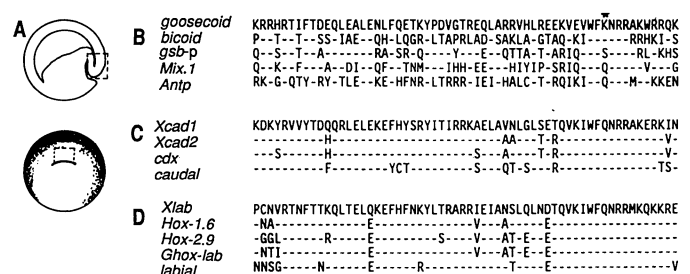 A
B
goosecoid KRRHRTIFTDEQLEALENLFQETKYPDVGTREQLARRVHLREEKVEVWFKNRRAKWRRQK
bicoid P--T--T--SS-IAE--QH-LQGR-LTAPRLAD-SAKLA-GTAQ-KI------RRHKI-S
gsb-p Q--S--T--A-----RA-SR-Q----Y---E--QTTA-T-ARIQ---S----RL-KHS
Mix.1 Q--K--F---A---DI--QF-TNM---IHH-EE--HIYIP-SRIQ---Q-----V---G
Antp RK-G-QTY-RY-TLE--KE-HFNR-LTRRR-IEI-HALC-T-RQIKI--Q---M-KKEN
C
Xcad1 KDKYRVVYTDQQRLELEKEFHYSRYITIRRKAELAVNLGLSETQVKIWFQNRRAKERKIN
Xcad2 ----------H------------------------AA---T-R---------------V-
cdx ---S------------------------------S---A----T-R---------------V-
caudal ----------F-------YCT-----------S---QT-S--R--------------TS-
D
Xlab PCNVRTNFTTKQLTELQKEFHFNKYLTRARRIEIANSLQLNDTQVKIWFQNRRMKQKKRE
Hox-1.6 -NA--------------E--------------V---A----E------------------
Hox-2.9 -GGL------R------E---------S----V---AT-E--E-----------------
Ghox-lab -NTI-------------E--------------V---AT-E--E-----------------
labial NNSG----N--------E-----R------------T----E-----------------V